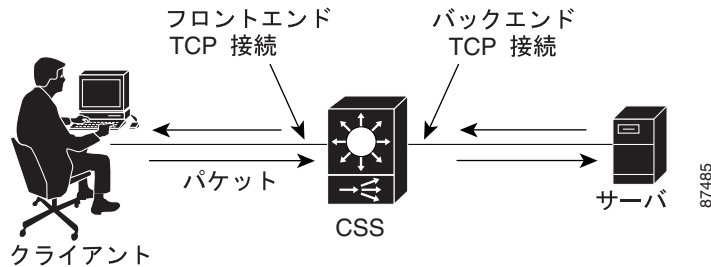 フロントエンド
TCP 接続
バックエンド
TCP 接続
パケット
CSS
サーバ
クライアント
87485